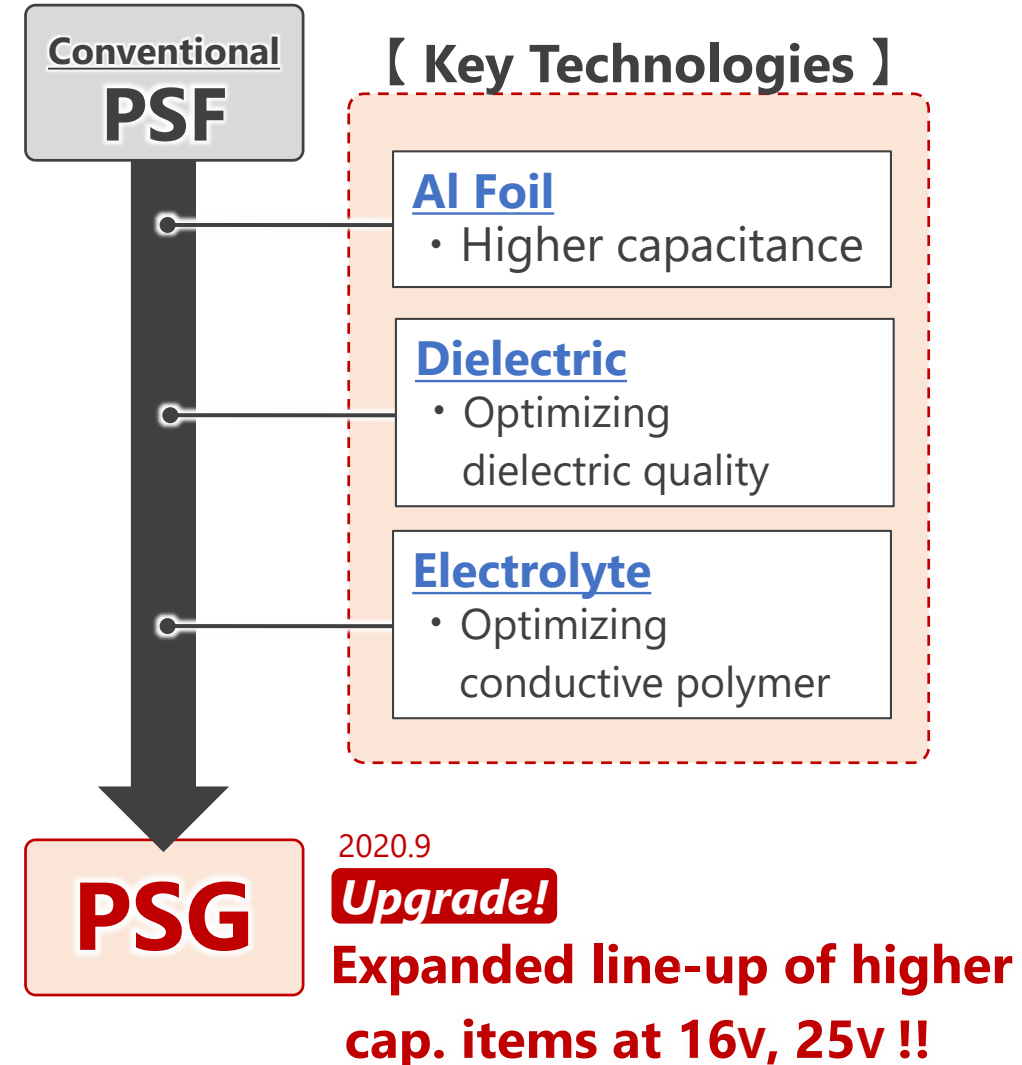 Conventional
PSF
【 Key Technologies 】
Al Foil
・Higher capacitance
Dielectric
・Optimizing
dielectric quality
Electrolyte
・Optimizing
conductive polymer
PSG
2020.9
Upgrade!
Expanded line-up of higher
cap. items at 16V, 25V !!